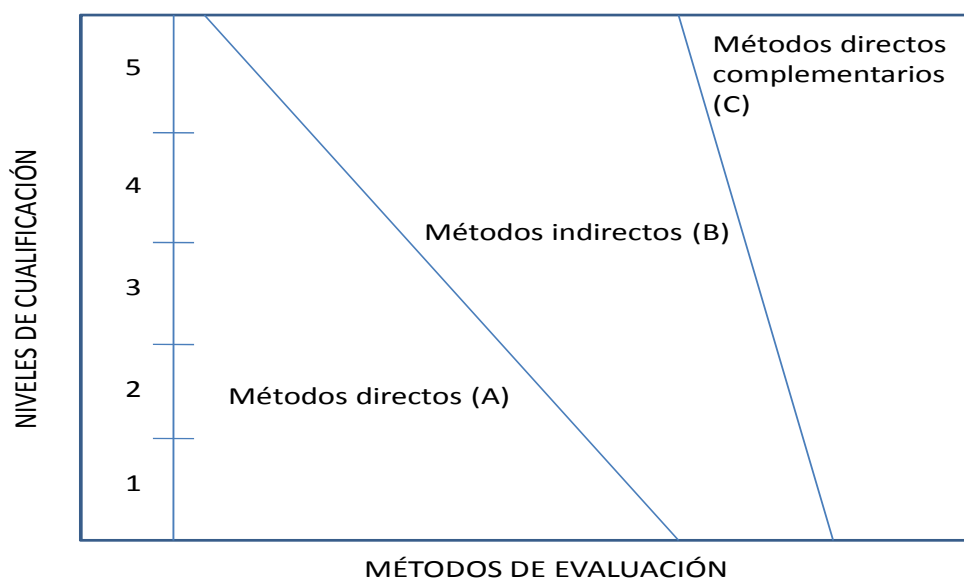 Métodos directos
complementarios
(C)
5
4
Métodos indirectos (B)
3
2
Métodos directos (A)
1
NIVELES DE CUALIFICACIÓN
MÉTODOS DE EVALUACIÓN